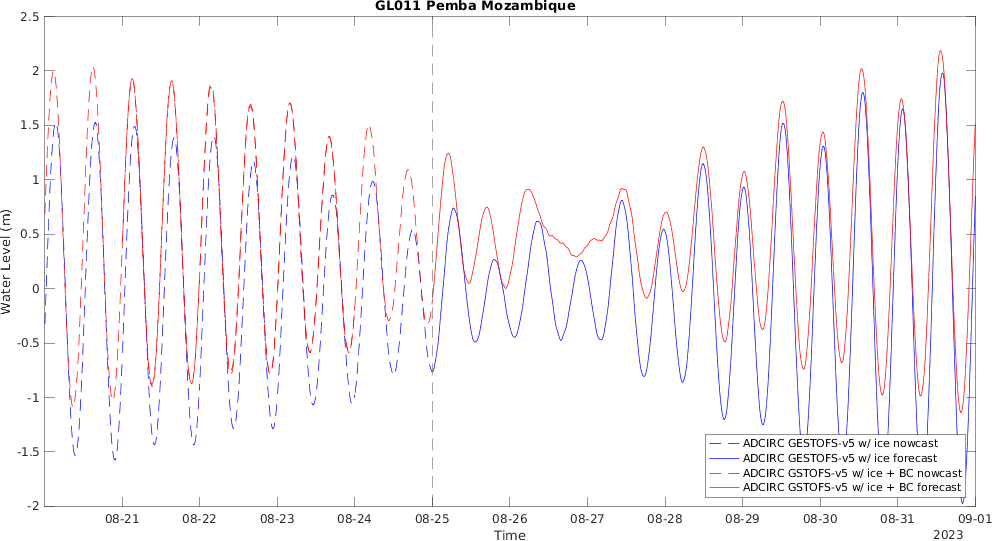 GL011 Pemba Mozambique
2.5
2
1.5
1
0.5
0
-0.5
-1
-1.5
-2
Water Level (m)
ADCIRC GESTOFS-v5 w/ ice nowcast
ADCIRC GESTOFS-v5 w/ ice forecast
ADCIRC GSTOFS-v5 w/ ice + BC nowcast
ADCIRC GSTOFS-v5 w/ ice + BC forecast
08-21 08-22 08-23 08-24 08-25 08-26 08-27 08-28 08-29 08-30 08-31 09-01
Time
2023